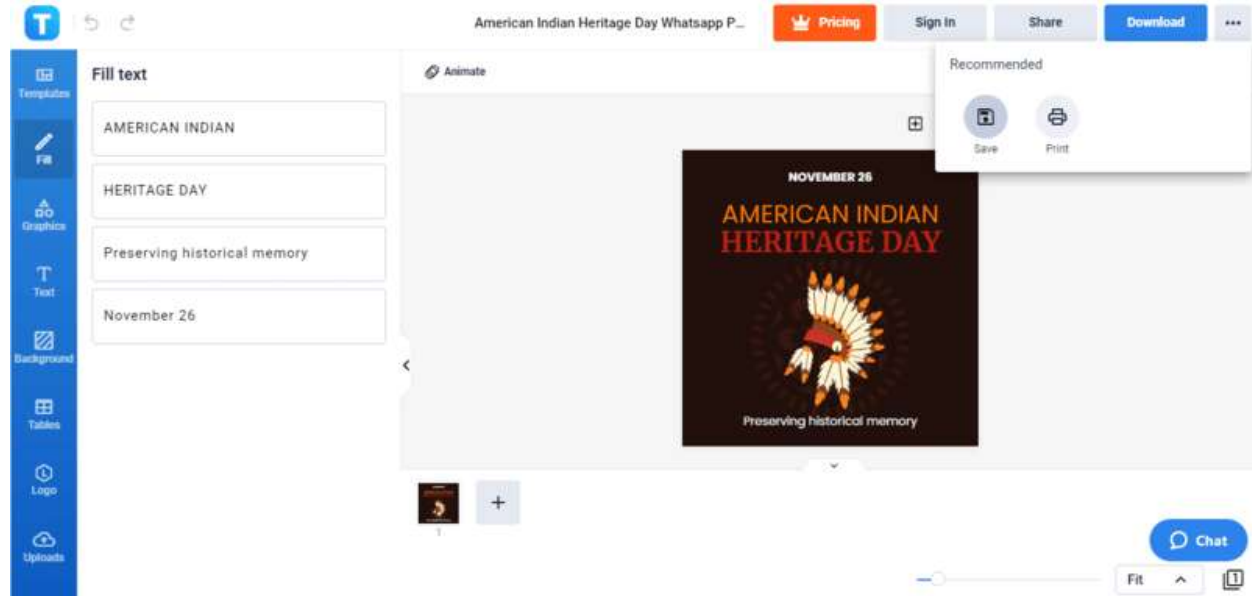 T
American Indian Heritage Day Whatsapp P...
Pricing
Sign In
Share
Download
Templates
Fill
Graphics
Text
Background
Tables
Logo
Uploads
Fill text
AMERICAN INDIAN
HERITAGE DAY
Preserving historical memory
November 26
Animate
Recommended
Save
Print
NOVEMBER 26
AMERICAN INDIAN
HERITAGE DAY
Preserving historical memory
1
Chat
Fit
1